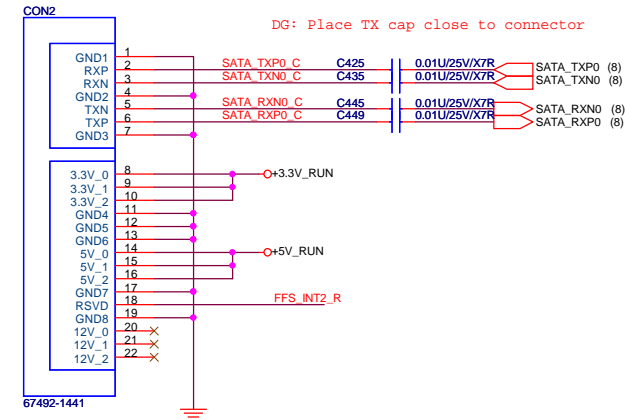 CON2
DG: Place TX cap close to connector
GND1 1
RXP 2 SATA_TXP0_C C425 0.01U/25V/X7R SATA_TXP0 (8)
RXN 3 SATA_TXN0_C C435 0.01U/25V/X7R SATA_TXN0 (8)
GND2 4
TXN 5 SATA_RXN0_C C445 0.01U/25V/X7R SATA_RXN0 (8)
TXP 6 SATA_RXP0_C C449 0.01U/25V/X7R SATA_RXP0 (8)
GND3 7
3.3V_0 8 +3.3V_RUN
3.3V_1 9
3.3V_2 10
GND4 11
GND5 12
GND6 13
5V_0 14 +5V_RUN
5V_1 15
5V_2 16
GND7 17
RSVD 18 FFS_INT2_R
GND8 19
12V_0 20
12V_1 21
12V_2 22
67492-1441